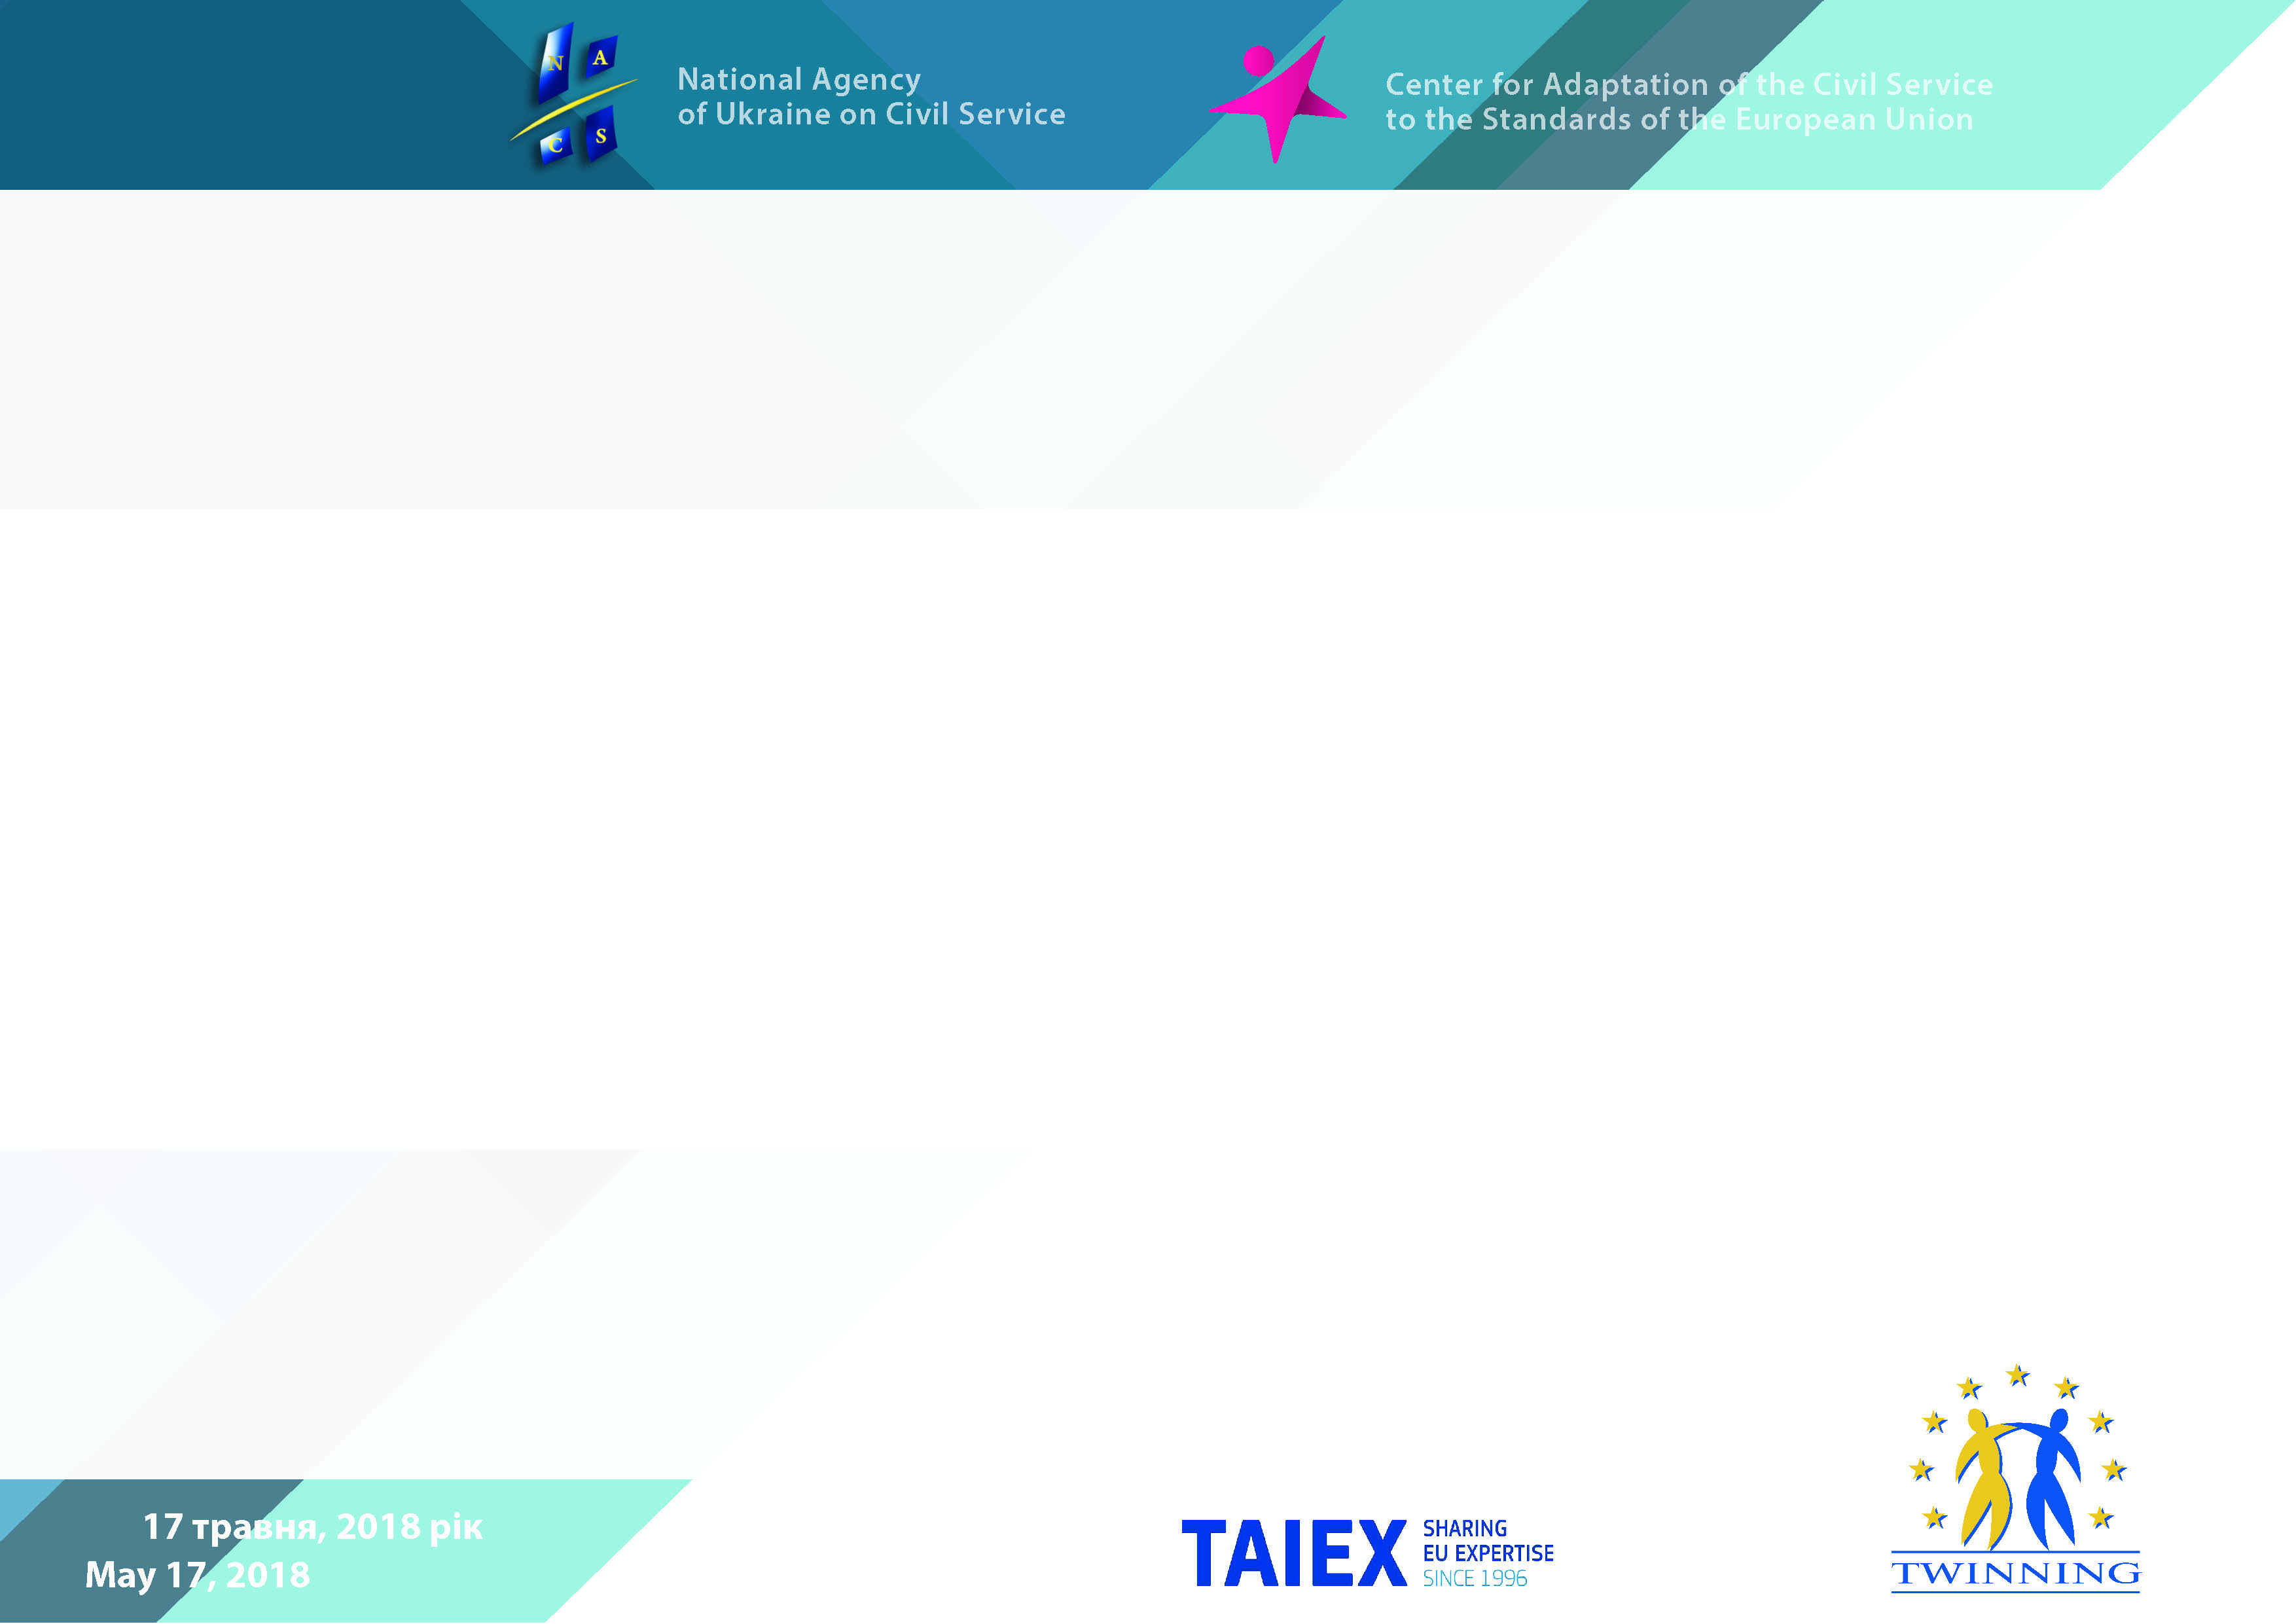 N A
C S
National Agency
of Ukraine on Civil Service
Center for Adaptation of the Civil Service
to the Standards of the European Union
17 травня, 2018 рік
May 17, 2018
TAIEX
SHARING
EU EXPERTISE
SINCE 1996
TWINNING